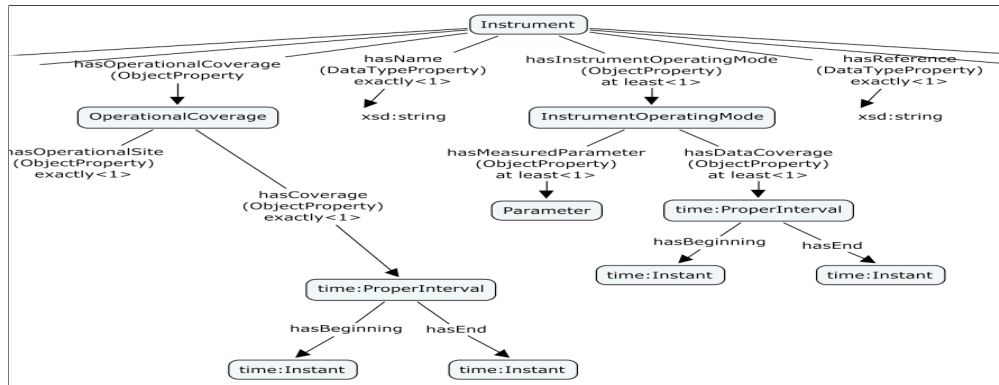 Instrument
hasOperationalCoverage
(ObjectProperty
hasName
(DataTypeProperty)
exactly<1>
hasInstrumentOperatingMode
(ObjectProperty)
at least<1>
hasReference
(DataTypeProperty)
exactly<1>
OperationalCoverage
xsd:string
InstrumentOperatingMode
xsd:string
hasOperationalSite
(ObjectProperty)
exactly<1>
hasMeasuredParameter
(ObjectProperty)
at least<1>
hasDataCoverage
(ObjectProperty)
at least<1>
hasCoverage
(ObjectProperty)
exactly<1>
Parameter
time:ProperInterval
hasBeginning
hasEnd
time:Instant
time:Instant
time:ProperInterval
hasBeginning
hasEnd
time:Instant
time:Instant